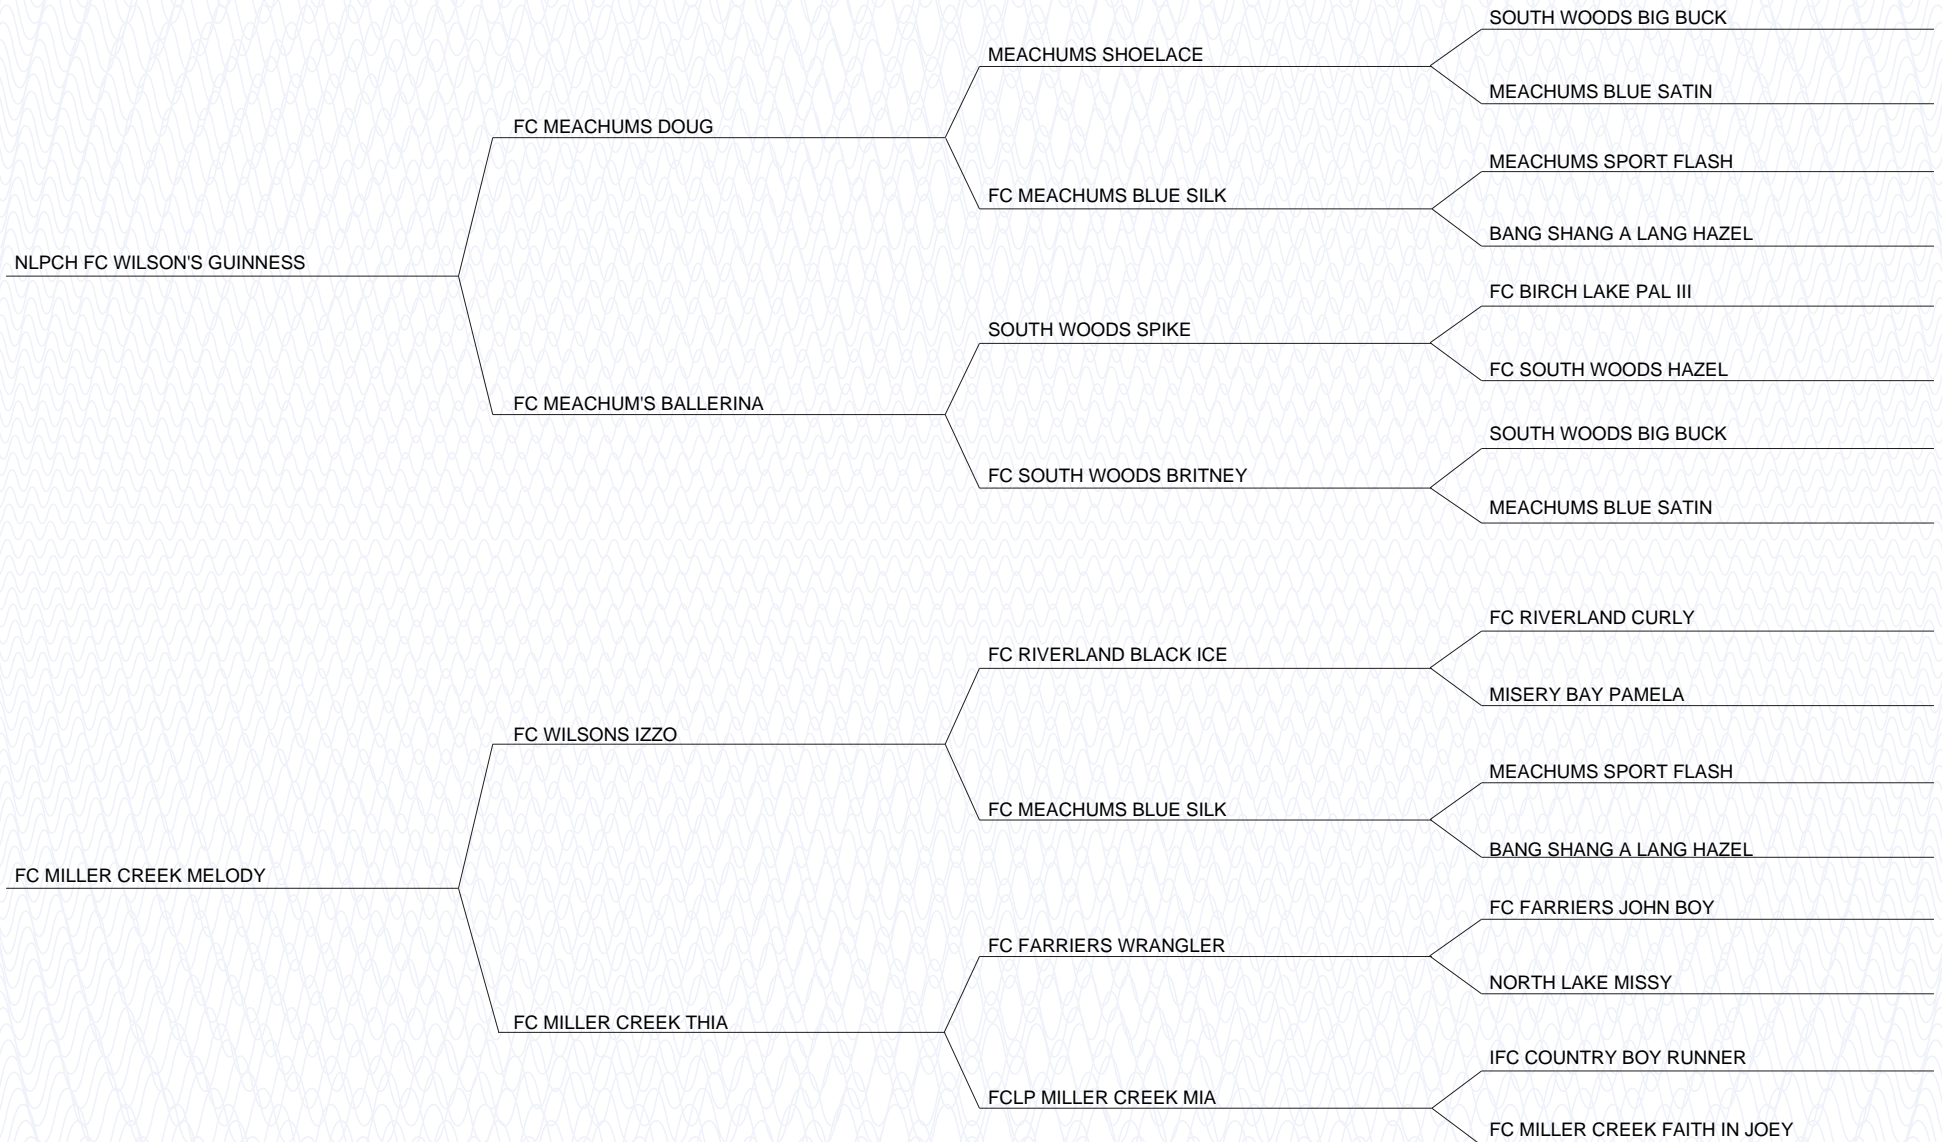 SOUTH WOODS BIG BUCK
MEACHUMS SHOELACE
MEACHUMS BLUE SATIN
FC MEACHUMS DOUG
MEACHUMS SPORT FLASH
FC MEACHUMS BLUE SILK
BANG SHANG A LANG HAZEL
NLPCH FC WILSON'S GUINNESS
FC BIRCH LAKE PAL III
SOUTH WOODS SPIKE
FC SOUTH WOODS HAZEL
FC MEACHUM'S BALLERINA
SOUTH WOODS BIG BUCK
FC SOUTH WOODS BRITNEY
MEACHUMS BLUE SATIN
FC RIVERLAND CURLY
FC RIVERLAND BLACK ICE
MISERY BAY PAMELA
FC WILSONS IZZO
MEACHUMS SPORT FLASH
FC MEACHUMS BLUE SILK
BANG SHANG A LANG HAZEL
FC MILLER CREEK MELODY
FC FARRIERS JOHN BOY
FC FARRIERS WRANGLER
NORTH LAKE MISSY
FC MILLER CREEK THIA
IFC COUNTRY BOY RUNNER
FCLP MILLER CREEK MIA
FC MILLER CREEK FAITH IN JOEY